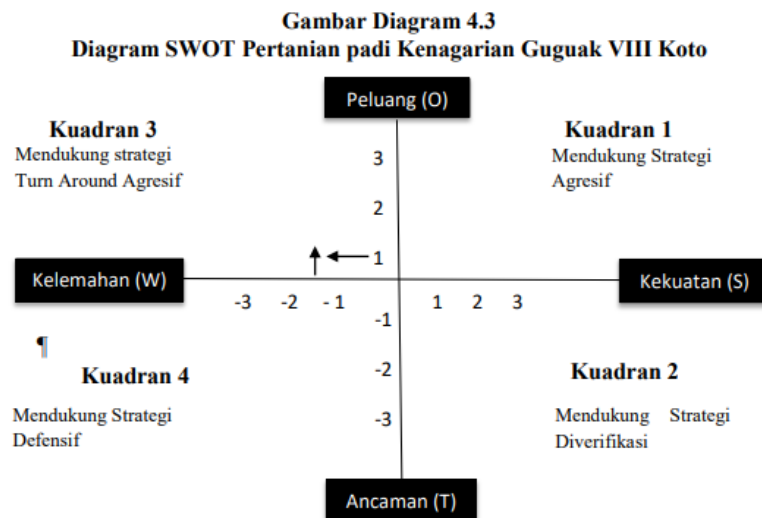 Gambar Diagram 4.3
Diagram SWOT Pertanian padi Kenagarian Guguak VIII Koto
Peluang (O)
Kuadran 3
Mendukung strategi
Turn Around Agresif
Kuadran 1
Mendukung Strategi
Agresif
3
2
1
Kelemahan (W)
Kekuatan (S)
-3 -2 - 1
1 2 3
-1
-2
-3
¶
Kuadran 4
Mendukung Strategi
Defensif
Kuadran 2
Mendukung Strategi
Diverifikasi
Ancaman (T)